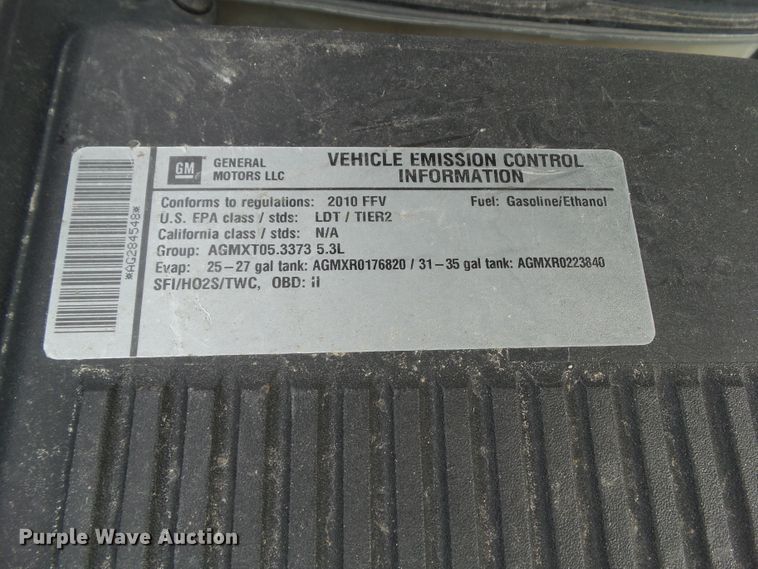 *AG284548*
GM
GENERAL
MOTORS LLC
VEHICLE EMISSION CONTROL
INFORMATION
Conforms to regulations: 2010 FFV Fuel: Gasoline/Ethanol
U.S. EPA class / stds: LDT / TIER2
California class / stds: N/A
Group: AGMXT05.3373 5.3L
Evap: 25-27 gal tank: AGMXR0176820 / 31-35 gal tank: AGMXR0223840
SFI/HO2S/TWC, OBD: II
Purple Wave Auction